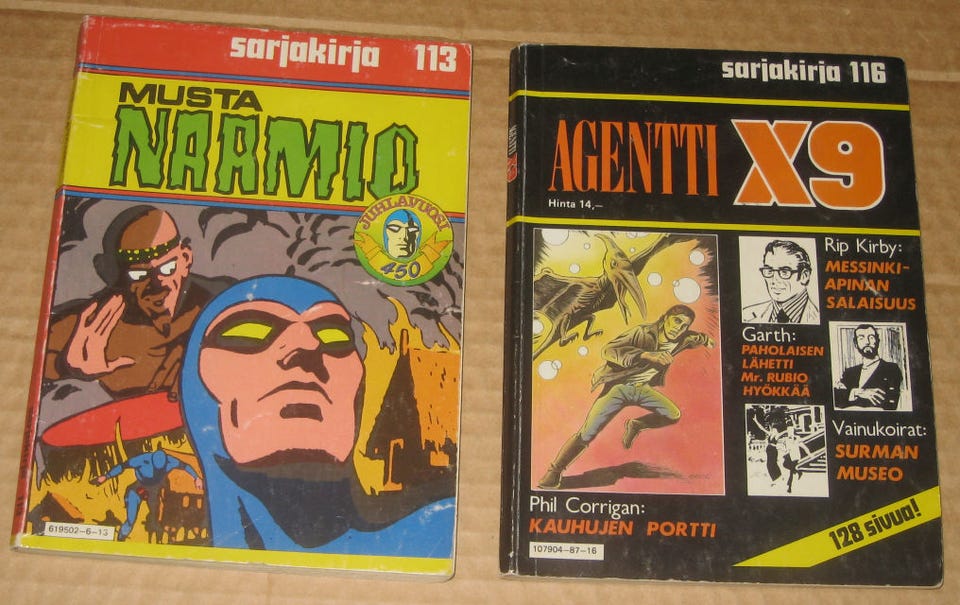 sarjakirja 113
MUSTA
NAAMIO
JUHLAVUOSI
450
619502-6-13
sarjakirja 116
AGENTTI X9
Hinta 14,–
Rip Kirby:
MESSINKI-
APINAN
SALAISUUS
Garth:
PAHOLAISEN
LÄHETTI
Mr. RUBIO
HYÖKKÄÄ
Vainukoirat:
SURMAN
MUSEO
Phil Corrigan:
KAUHUJEN PORTTI
128 sivua!
107904-87-16